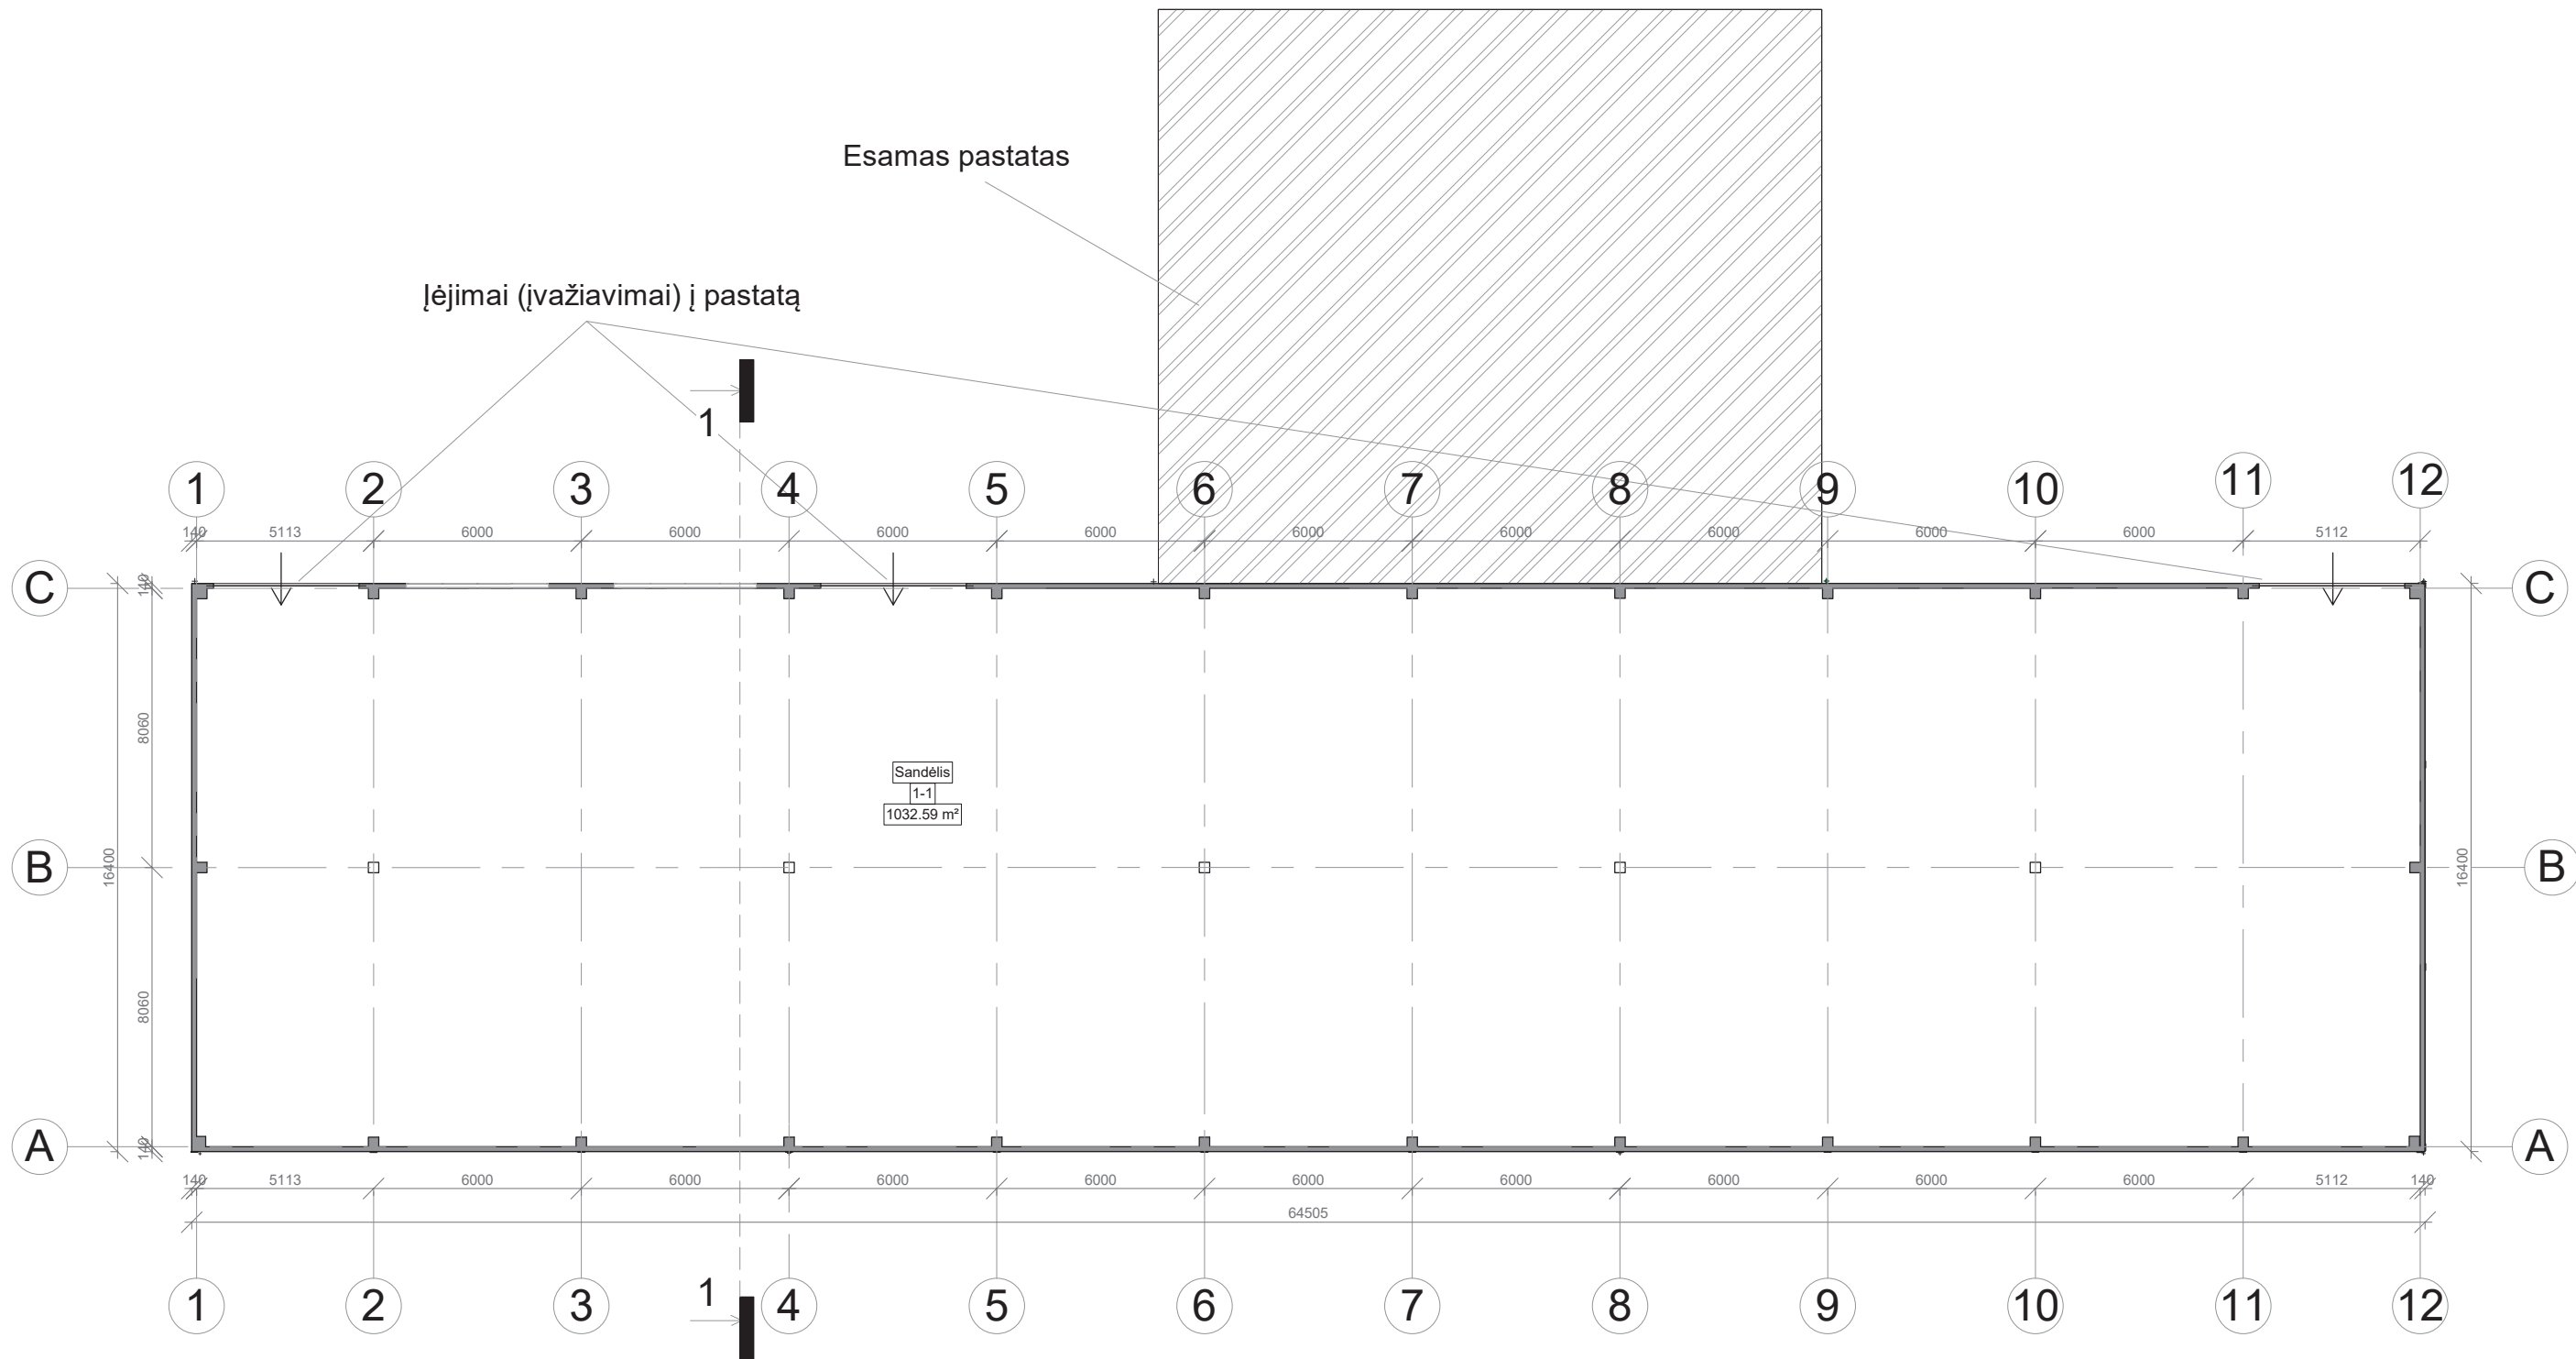 Esamas pastatas
Įėjimai (įvažiavimai) į pastatą
1
1 2 3 4 5 6 7 8 9 10 11 12
140 5113 6000 6000 6000 6000 6000 6000 6000 6000 6000 5112
C 140 C
8060
Sandėlis
1-1
1032.59 m²
B 16400 16400 B
8060
A 140 A
140 5113 6000 6000 6000 6000 6000 6000 6000 6000 6000 5112 140
64505
1
1 2 3 4 5 6 7 8 9 10 11 12